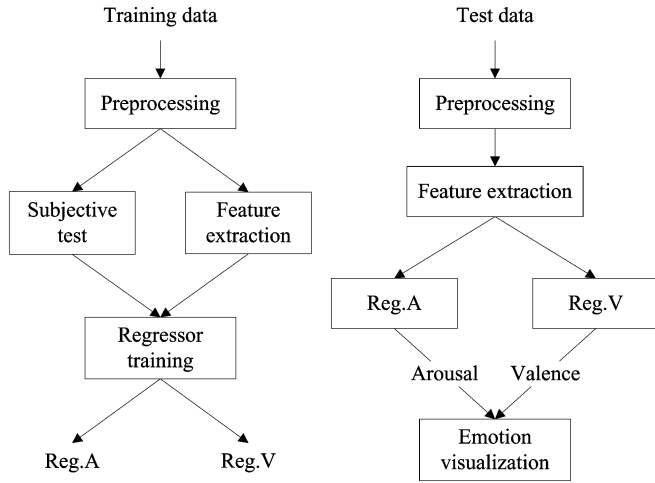 Training data
Preprocessing
Subjective
test
Feature
extraction
Regressor
training
Reg.A
Reg.V
Test data
Preprocessing
Feature extraction
Reg.A
Reg.V
Arousal
Valence
Emotion
visualization